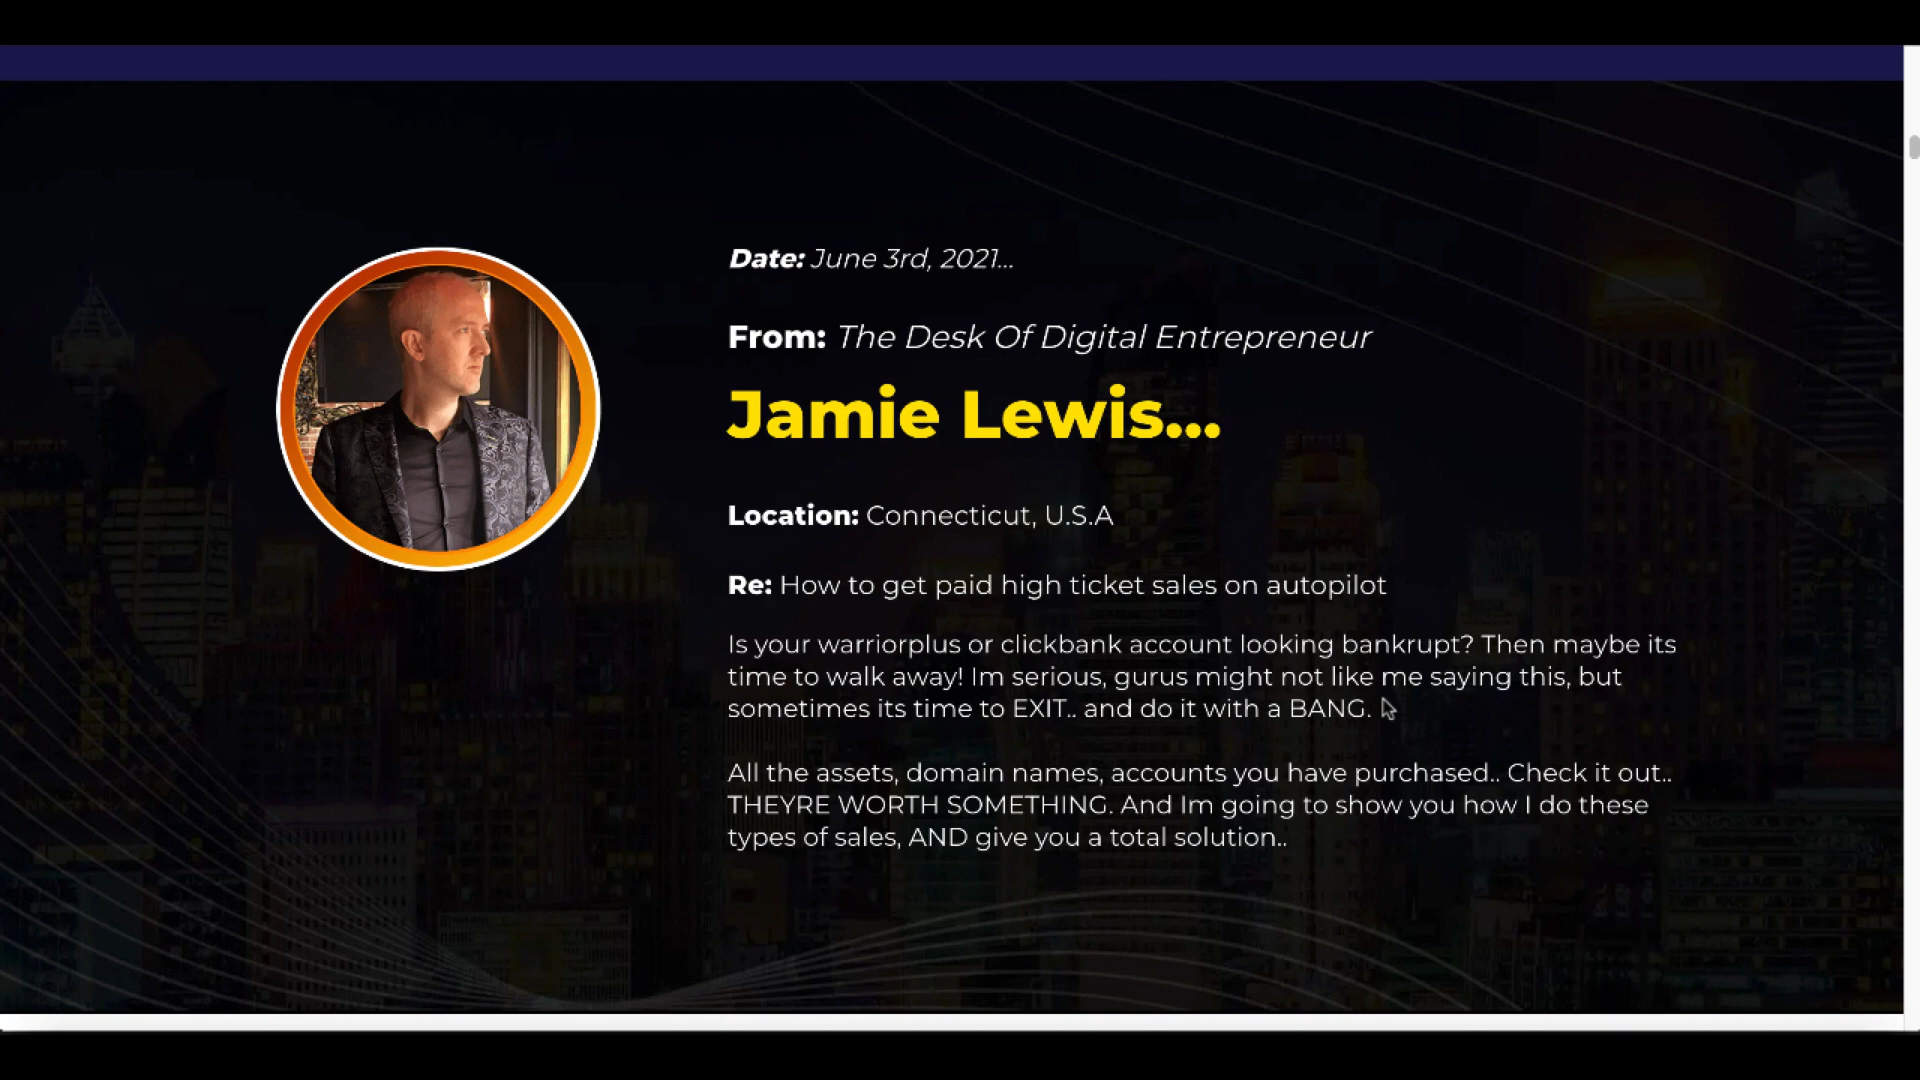 Date: June 3rd, 2021...
From: The Desk Of Digital Entrepreneur
Jamie Lewis...
Location: Connecticut, U.S.A
Re: How to get paid high ticket sales on autopilot
Is your warriorplus or clickbank account looking bankrupt? Then maybe its
time to walk away! Im serious, gurus might not like me saying this, but
sometimes its time to EXIT.. and do it with a BANG.
All the assets, domain names, accounts you have purchased.. Check it out..
THEYRE WORTH SOMETHING. And Im going to show you how I do these
types of sales, AND give you a total solution..